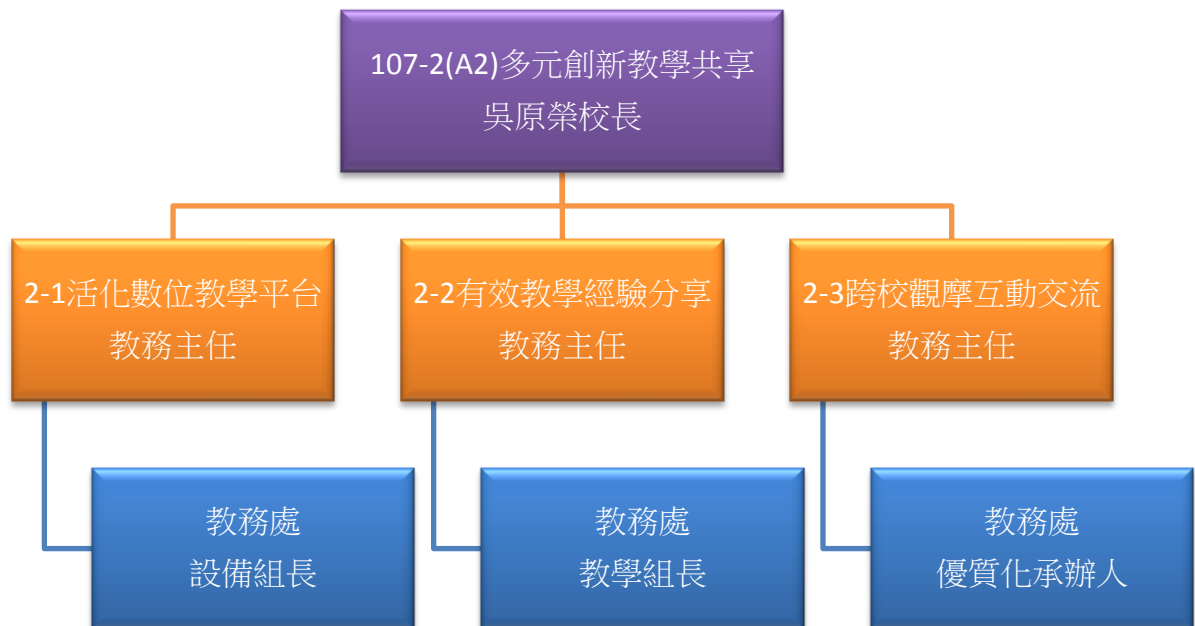 107-2(A2)多元創新教學共享
吳原榮校長
2-1活化數位教學平台
教務主任
2-2有效教學經驗分享
教務主任
2-3跨校觀摩互動交流
教務主任
教務處
設備組長
教務處
教學組長
教務處
優質化承辦人